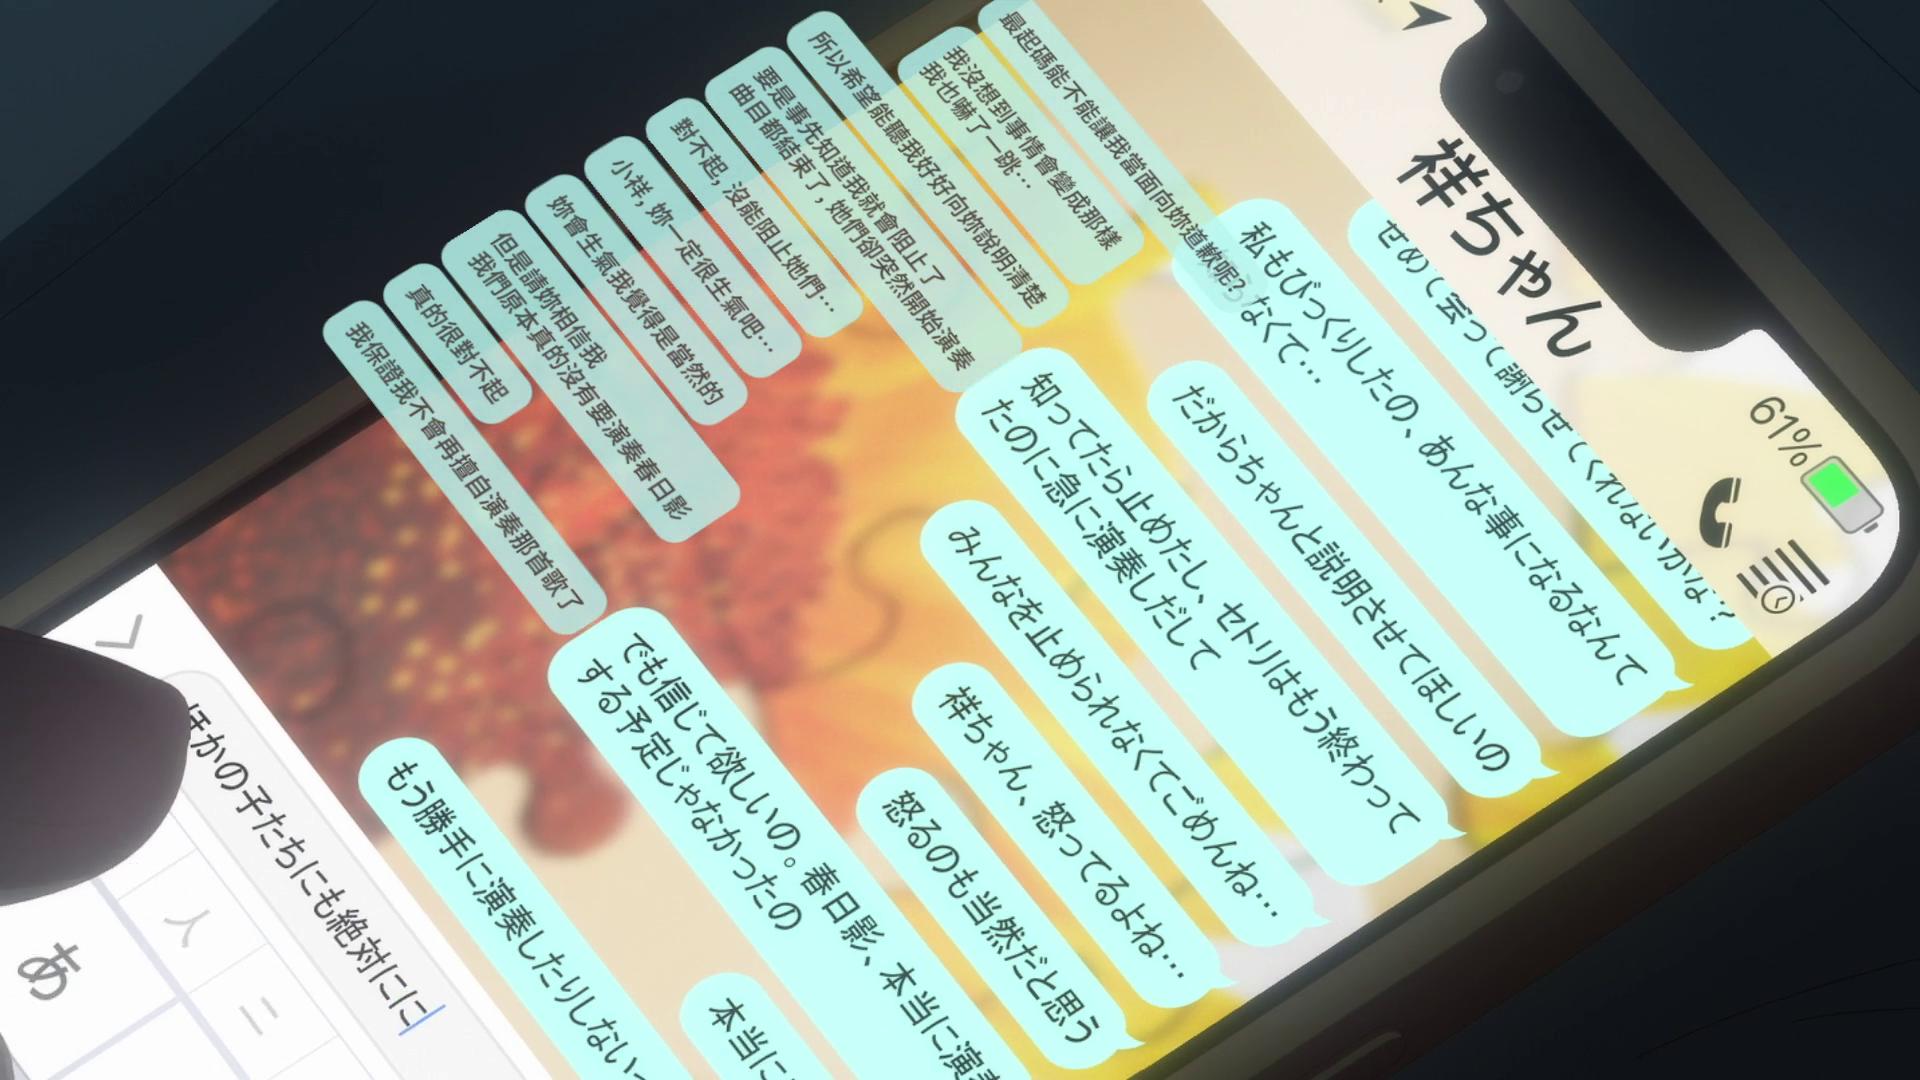 祥ちゃん
61%
せめて会って謝らせてくれないかな?
私もびっくりしたの、あんな事になるなんて
なくて…
だからちゃんと説明させてほしいの
知ってたら止めたし、セトリはもう終わって
たのに急に演奏しだして
みんなを止められなくてごめんね…
祥ちゃん、怒ってるよね…
怒るのも当然だと思う
でも信じて欲しいの。春日影、本当に演奏
する予定じゃなかったの
本当に
もう勝手に演奏したりしない
ほかの子たちにも絶対にに
あ
最起碼能不能讓我當面向妳道歉呢?
我沒想到事情會變成那樣
我也嚇了一跳…
所以希望能聽我好好向妳說明清楚
要是事先知道我就會阻止了
曲目都結束了,她們卻突然開始演奏
對不起,沒能阻止她們…
小祥,妳一定很生氣吧…
妳會生氣我覺得是當然的
但是請妳相信我
我們原本真的沒有要演奏春日影
真的很對不起
我保證我不會再擅自演奏那首歌了